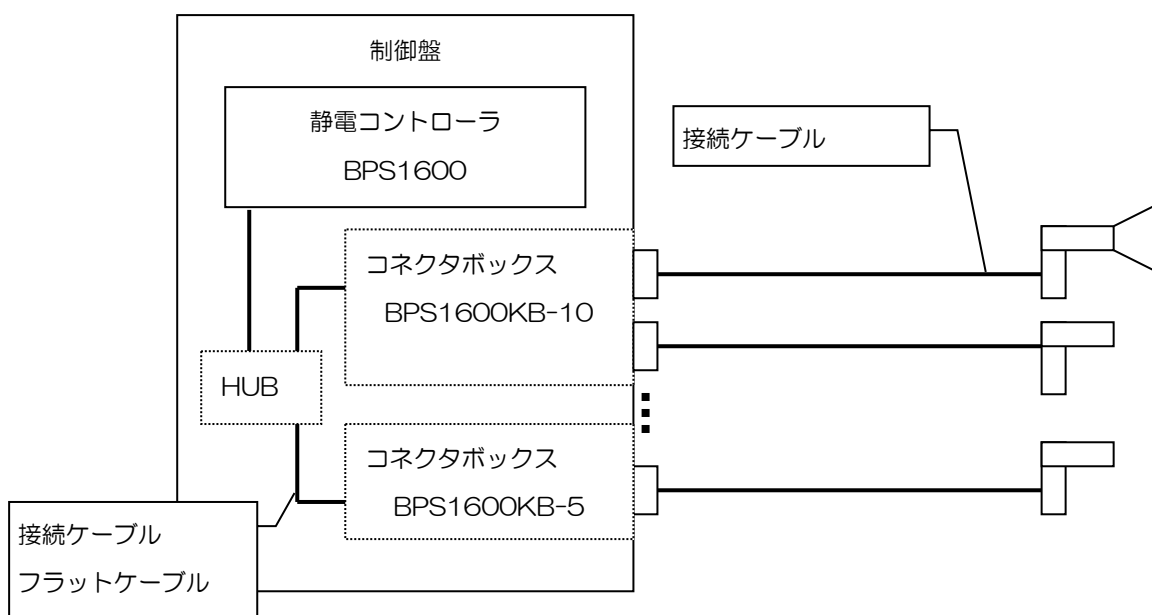 制御盤
静電コントローラ
BPS1600
接続ケーブル
コネクタボックス
BPS1600KB-10
HUB
コネクタボックス
BPS1600KB-5
接続ケーブル
フラットケーブル